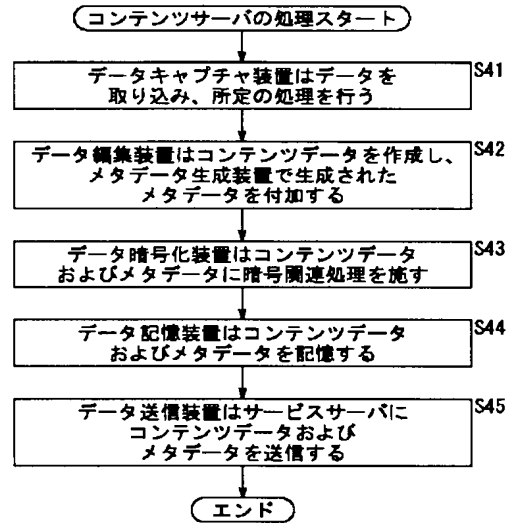 コンテンツサーバの処理スタート
S41
データキャプチャ装置はデータを
取り込み、所定の処理を行う
S42
データ編集装置はコンテンツデータを作成し、
メタデータ生成装置で生成された
メタデータを付加する
S43
データ暗号化装置はコンテンツデータ
およびメタデータに暗号関連処理を施す
S44
データ記憶装置はコンテンツデータ
およびメタデータを記憶する
S45
データ送信装置はサービスサーバに
コンテンツデータおよび
メタデータを送信する
エンド